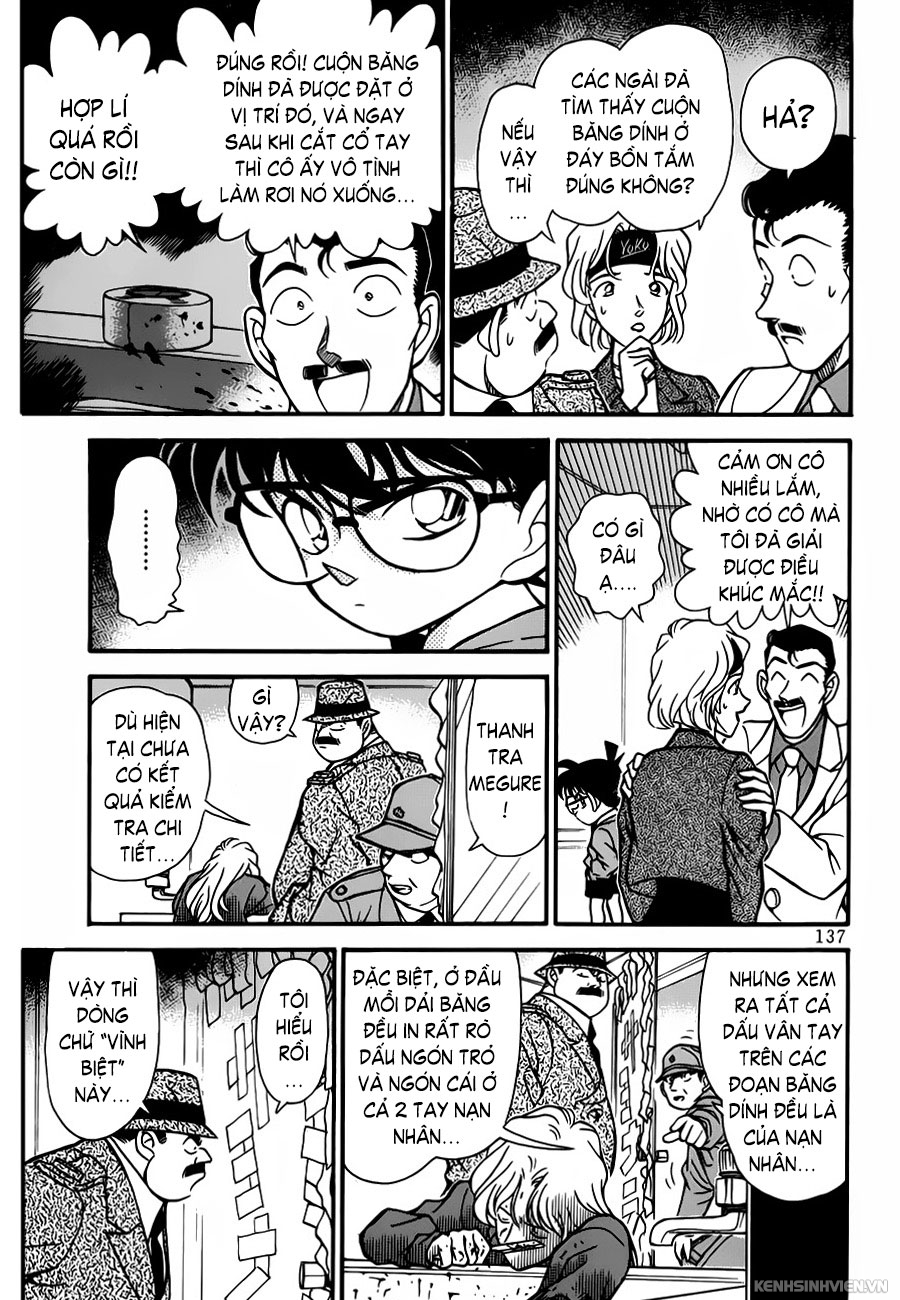 HẢ?
CÁC NGÀI ĐÃ
TÌM THẤY CUỘN
BĂNG DÍNH Ở
ĐÁY BỒN TẮM
ĐÚNG KHÔNG?
NẾU
VẬY
THÌ
...
YOKO
ĐÚNG RỒI! CUỘN BĂNG
DÍNH ĐÃ ĐƯỢC ĐẶT Ở
VỊ TRÍ ĐÓ, VÀ NGAY
SAU KHI CẮT CỔ TAY
THÌ CÔ ẤY VÔ TÌNH
LÀM RƠI NÓ XUỐNG...
HỢP LÍ
QUÁ RỒI
CÒN GÌ!!
CẢM ƠN CÔ
NHIỀU LẮM,
NHỜ CÓ CÔ MÀ
TÔI ĐÃ GIẢI
ĐƯỢC ĐIỀU
KHÚC MẮC!!
CÓ GÌ
ĐÂU
Ạ....
........
THANH
TRA
MEGURE
!
GÌ
VẬY?
DÙ HIỆN
TẠI CHƯA
CÓ KẾT
QUẢ KIỂM
TRA CHI
TIẾT...
137
NHƯNG XEM
RA TẤT CẢ
DẤU VÂN TAY
TRÊN CÁC
ĐOẠN BĂNG
DÍNH ĐỀU LÀ
CỦA NẠN
NHÂN...
ĐẶC BIỆT, Ở ĐẦU
MỖI DẢI BĂNG
ĐỀU IN RẤT RÕ
DẤU NGÓN TRỎ
VÀ NGÓN CÁI Ở
CẢ 2 TAY NẠN
NHÂN...
TÔI
HIỂU
RỒI
...
VẬY THÌ
DÒNG
CHỮ "VĨNH
BIỆT"
NÀY...
KENHSINHVIEN.VN